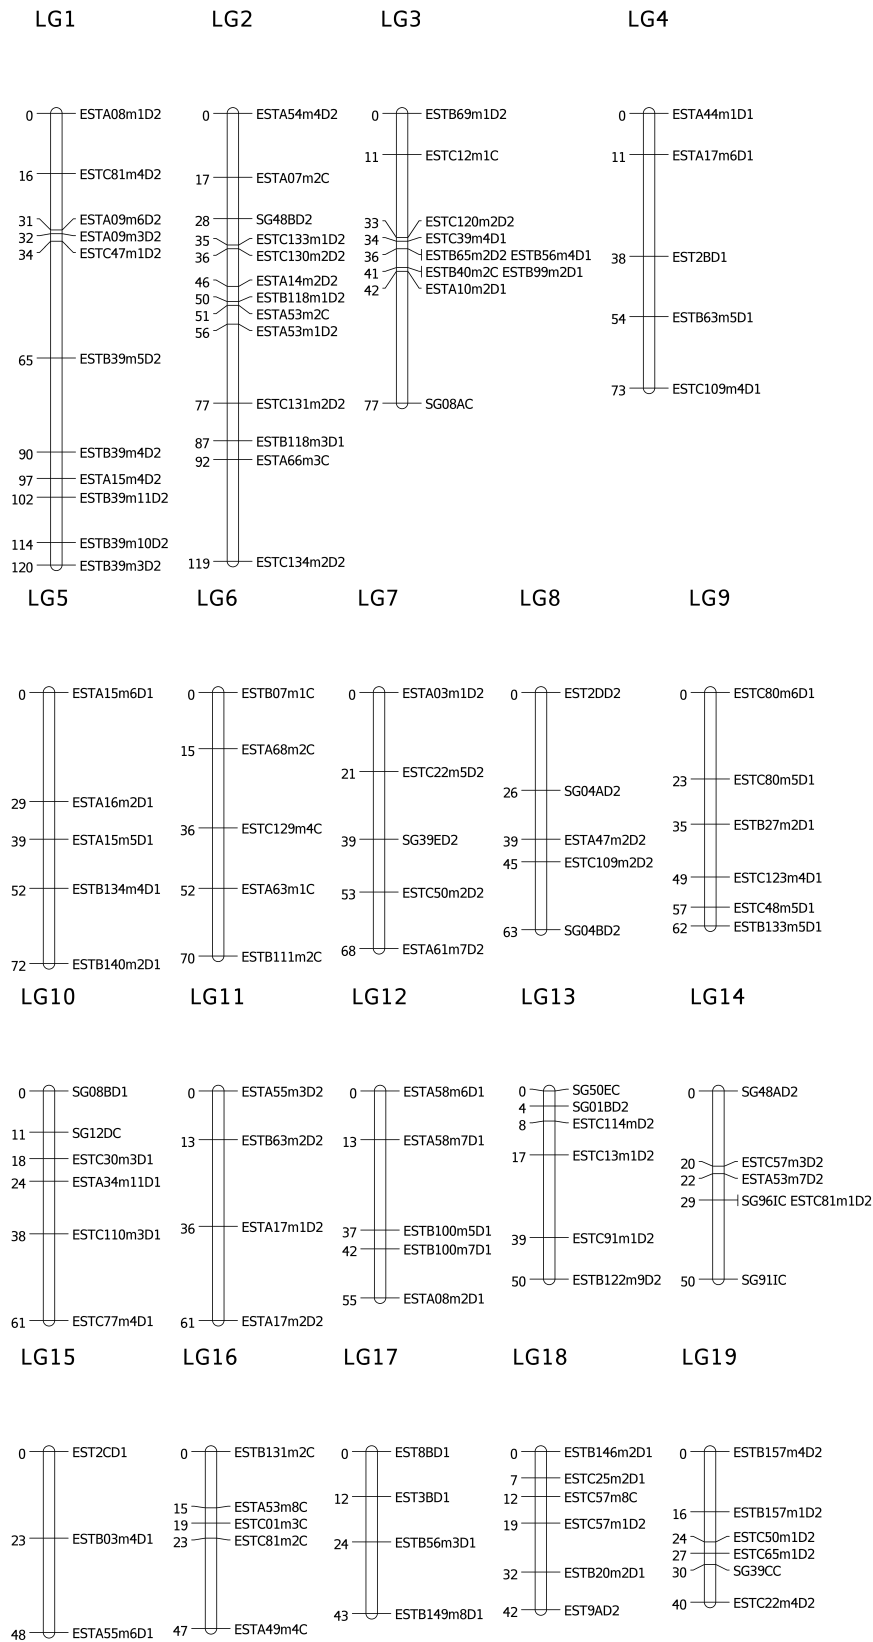 LG1
0 ESTA08m1D2
16 ESTC81m4D2
31 ESTA09m6D2
32 ESTA09m3D2
34 ESTC47m1D2
65 ESTB39m5D2
90 ESTB39m4D2
97 ESTA15m4D2
102 ESTB39m11D2
114 ESTB39m10D2
120 ESTB39m3D2
LG2
0 ESTA54m4D2
17 ESTA07m2C
28 SG48BD2
35 ESTC133m1D2
36 ESTC130m2D2
46 ESTA14m2D2
50 ESTB118m1D2
51 ESTA53m2C
56 ESTA53m1D2
77 ESTC131m2D2
87 ESTB118m3D1
92 ESTA66m3C
119 ESTC134m2D2
LG3
0 ESTB69m1D2
11 ESTC12m1C
33 ESTC120m2D2
34 ESTC39m4D1
36 ESTB65m2D2 ESTB56m4D1
41 ESTB40m2C ESTB99m2D1
42 ESTA10m2D1
77 SG08AC
LG4
0 ESTA44m1D1
11 ESTA17m6D1
38 EST2BD1
54 ESTB63m5D1
73 ESTC109m4D1
LG5
0 ESTA15m6D1
29 ESTA16m2D1
39 ESTA15m5D1
52 ESTB134m4D1
72 ESTB140m2D1
LG6
0 ESTB07m1C
15 ESTA68m2C
36 ESTC129m4C
52 ESTA63m1C
70 ESTB111m2C
LG7
0 ESTA03m1D2
21 ESTC22m5D2
39 SG39ED2
53 ESTC50m2D2
68 ESTA61m7D2
LG8
0 EST2DD2
26 SG04AD2
39 ESTA47m2D2
45 ESTC109m2D2
63 SG04BD2
LG9
0 ESTC80m6D1
23 ESTC80m5D1
35 ESTB27m2D1
49 ESTC123m4D1
57 ESTC48m5D1
62 ESTB133m5D1
LG10
0 SG08BD1
11 SG12DC
18 ESTC30m3D1
24 ESTA34m11D1
38 ESTC110m3D1
61 ESTC77m4D1
LG11
0 ESTA55m3D2
13 ESTB63m2D2
36 ESTA17m1D2
61 ESTA17m2D2
LG12
0 ESTA58m6D1
13 ESTA58m7D1
37 ESTB100m5D1
42 ESTB100m7D1
55 ESTA08m2D1
LG13
0 SG50EC
4 SG01BD2
8 ESTC114mD2
17 ESTC13m1D2
39 ESTC91m1D2
50 ESTB122m9D2
LG14
0 SG48AD2
20 ESTC57m3D2
22 ESTA53m7D2
29 SG96IC ESTC81m1D2
50 SG91IC
LG15
0 EST2CD1
23 ESTB03m4D1
48 ESTA55m6D1
LG16
0 ESTB131m2C
15 ESTA53m8C
19 ESTC01m3C
23 ESTC81m2C
47 ESTA49m4C
LG17
0 EST8BD1
12 EST3BD1
24 ESTB56m3D1
43 ESTB149m8D1
LG18
0 ESTB146m2D1
7 ESTC25m2D1
12 ESTC57m8C
19 ESTC57m1D2
32 ESTB20m2D1
42 EST9AD2
LG19
0 ESTB157m4D2
16 ESTB157m1D2
24 ESTC50m1D2
27 ESTC65m1D2
30 SG39CC
40 ESTC22m4D2